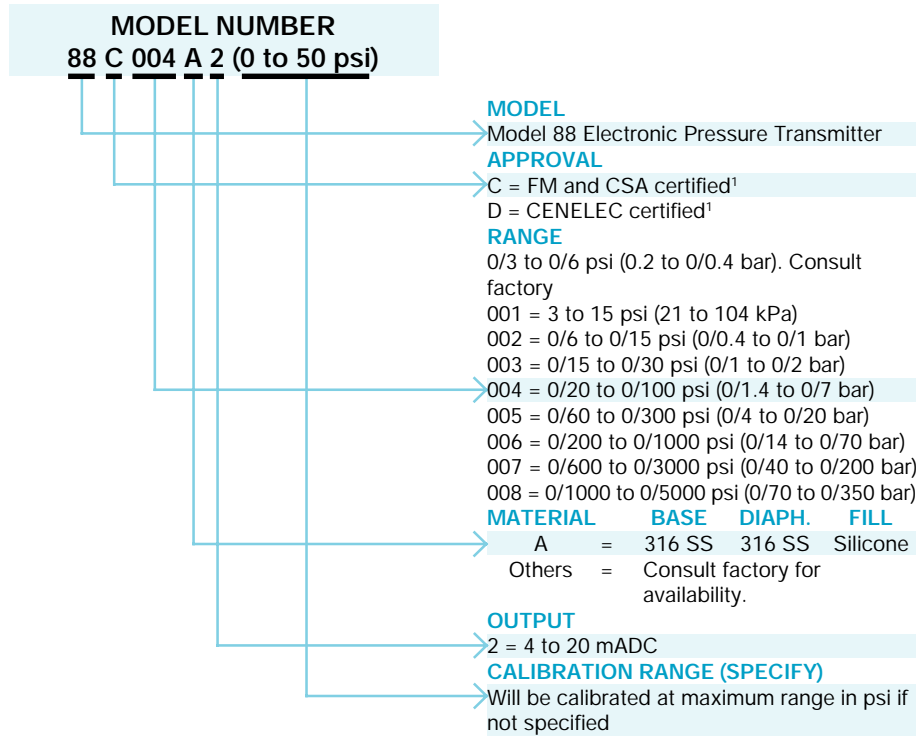 MODEL NUMBER
88 C 004 A 2 (0 to 50 psi)
MODEL
Model 88 Electronic Pressure Transmitter
APPROVAL
C = FM and CSA certified¹
D = CENELEC certified¹
RANGE
0/3 to 0/6 psi (0.2 to 0/0.4 bar). Consult
factory
001 = 3 to 15 psi (21 to 104 kPa)
002 = 0/6 to 0/15 psi (0/0.4 to 0/1 bar)
003 = 0/15 to 0/30 psi (0/1 to 0/2 bar)
004 = 0/20 to 0/100 psi (0/1.4 to 0/7 bar)
005 = 0/60 to 0/300 psi (0/4 to 0/20 bar)
006 = 0/200 to 0/1000 psi (0/14 to 0/70 bar)
007 = 0/600 to 0/3000 psi (0/40 to 0/200 bar)
008 = 0/1000 to 0/5000 psi (0/70 to 0/350 bar)
MATERIAL BASE DIAPH. FILL
A = 316 SS 316 SS Silicone
Others = Consult factory for
availability.
OUTPUT
2 = 4 to 20 mADC
CALIBRATION RANGE (SPECIFY)
Will be calibrated at maximum range in psi if
not specified